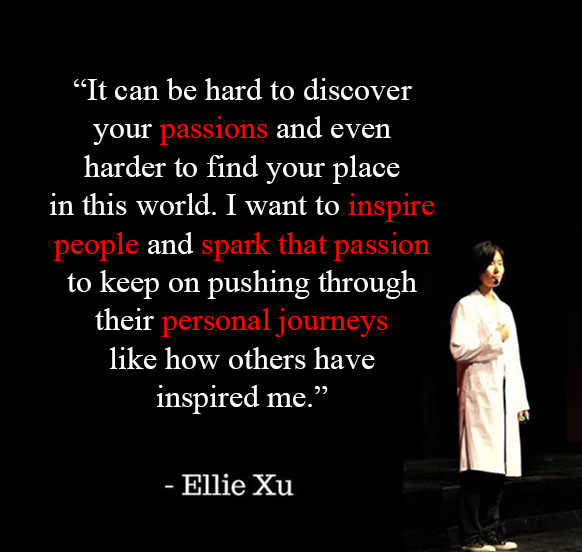 “It can be hard to discover
your passions and even
harder to find your place
in this world. I want to inspire
people and spark that passion
to keep on pushing through
their personal journeys
like how others have
inspired me.”
- Ellie Xu